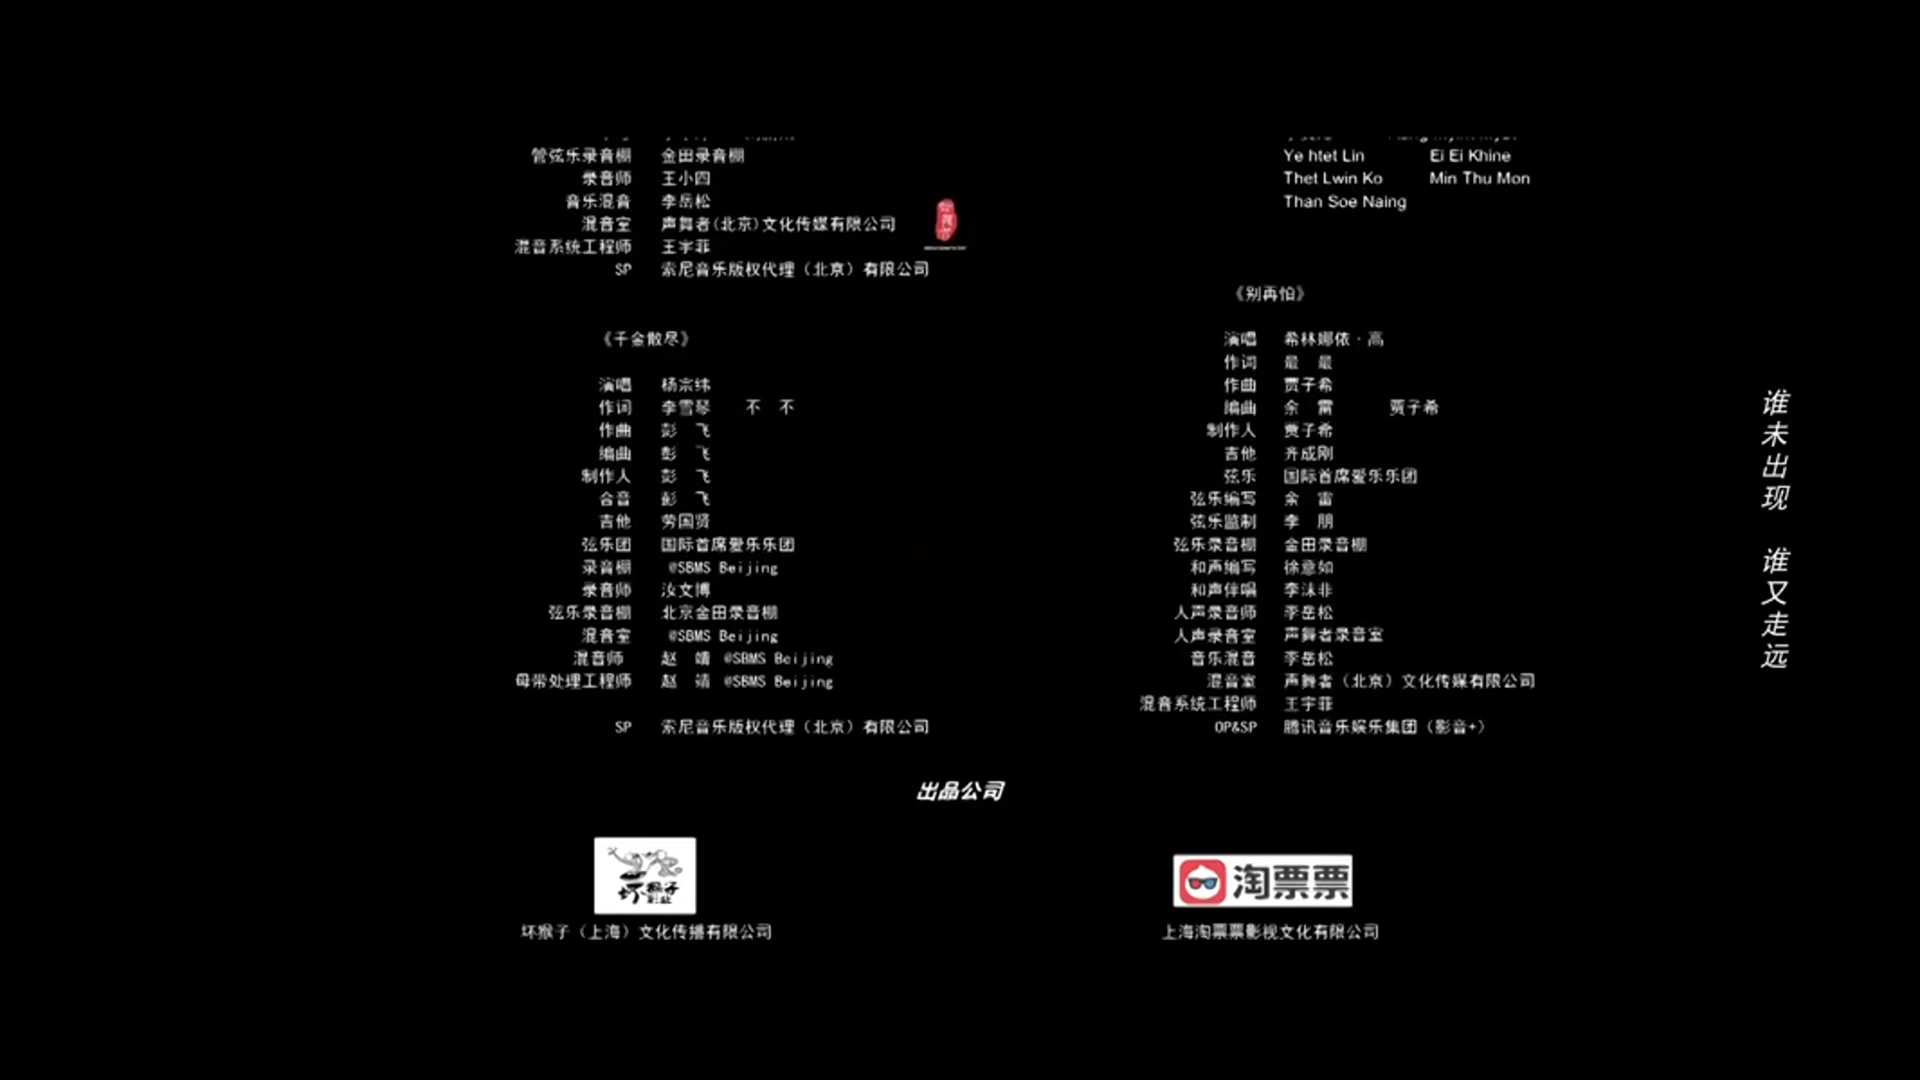 管弦乐录音棚 金田录音棚
录音师 王小四
音乐混音 李岳松
混音室 声舞者(北京)文化传媒有限公司
混音系统工程师 王宇菲
SP 索尼音乐版权代理（北京）有限公司
《千金散尽》
演唱 杨宗纬
作词 李雪琴 不 不
作曲 彭 飞
编曲 彭 飞
制作人 彭 飞
合音 彭 飞
吉他 劳国贤
弦乐团 国际首席爱乐乐团
录音棚 @SBMS Beijing
录音师 汝文博
弦乐录音棚 北京金田录音棚
混音室 @SBMS Beijing
混音师 赵 靖 @SBMS Beijing
母带处理工程师 赵 靖 @SBMS Beijing
SP 索尼音乐版权代理（北京）有限公司
Ye htet Lin Ei Ei Khine
Thet Lwin Ko Min Thu Mon
Than Soe Naing
《别再怕》
演唱 希林娜依·高
作词 最 最
作曲 贾子希
编曲 余 雷 贾子希
制作人 贾子希
吉他 齐成刚
弦乐 国际首席爱乐乐团
弦乐编写 余 雷
弦乐监制 李 朋
弦乐录音棚 金田录音棚
和声编写 徐意如
和声伴唱 李沫非
人声录音师 李岳松
人声录音室 声舞者录音室
音乐混音 李岳松
混音室 声舞者（北京）文化传媒有限公司
混音系统工程师 王宇菲
OP&SP 腾讯音乐娱乐集团（影音+）
谁未出现 谁又走远
出品公司
坏猴子影业
坏猴子（上海）文化传播有限公司
淘票票
上海淘票票影视文化有限公司